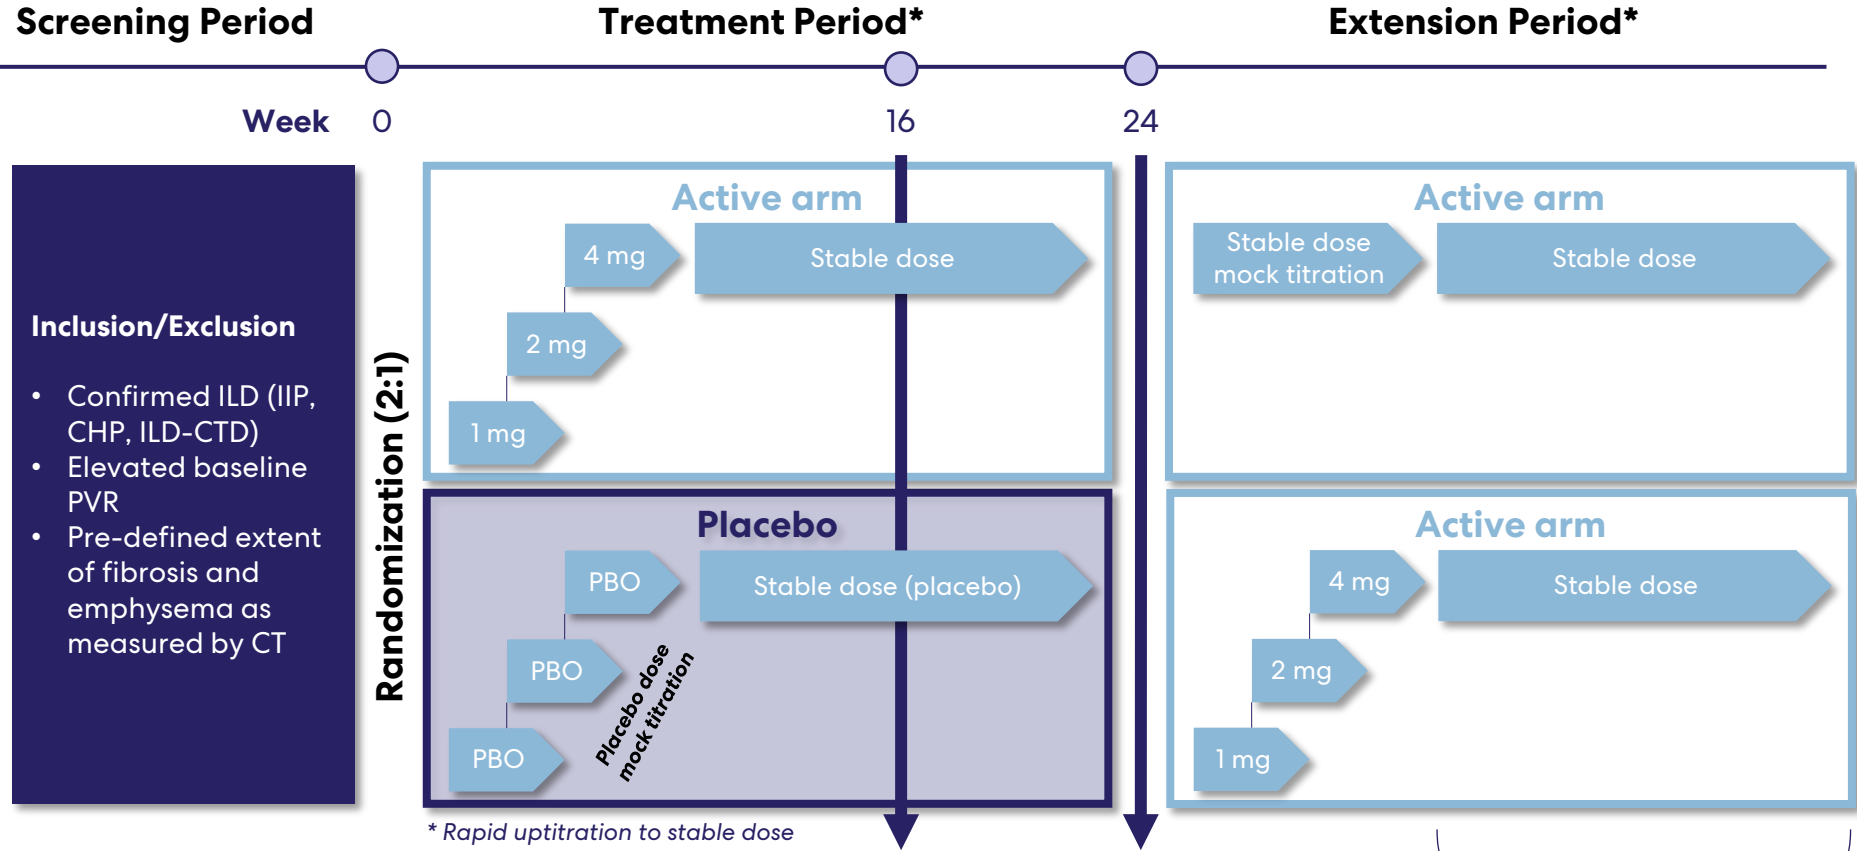 Screening Period
Treatment Period*
Extension Period*
Week
0
16
24
Inclusion/Exclusion
• Confirmed ILD (IIP,
CHP, ILD-CTD)
• Elevated baseline
PVR
• Pre-defined extent
of fibrosis and
emphysema as
measured by CT
Randomization (2:1)
Active arm
4 mg
Stable dose
2 mg
1 mg
Placebo
PBO
Stable dose (placebo)
PBO
PBO
Placebo dose
mock titration
* Rapid uptitration to stable dose
Active arm
Stable dose
mock titration
Stable dose
Active arm
4 mg
Stable dose
2 mg
1 mg